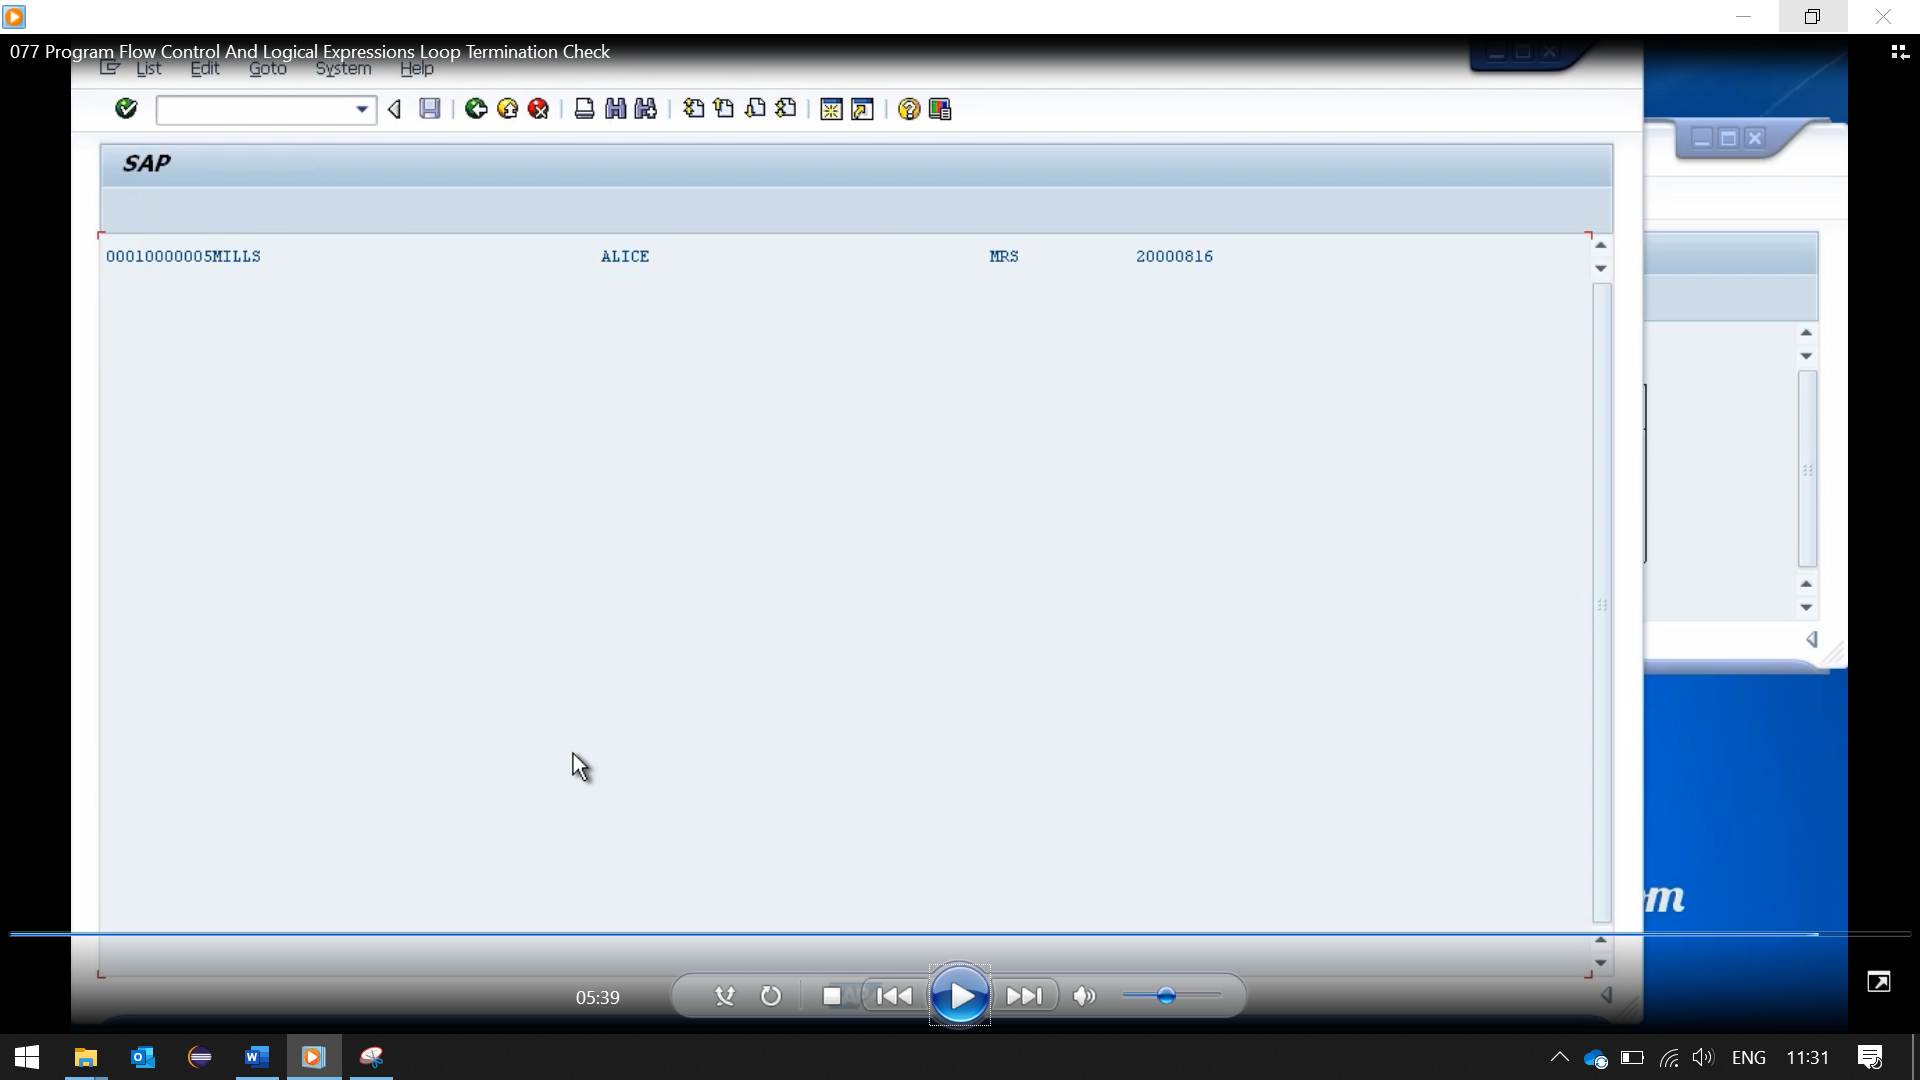 077 Program Flow Control And Logical Expressions Loop Termination Check
List Edit Goto System Help
SAP
00010000005MILLS ALICE MRS 20000816
m
05:39
ENG 11:31